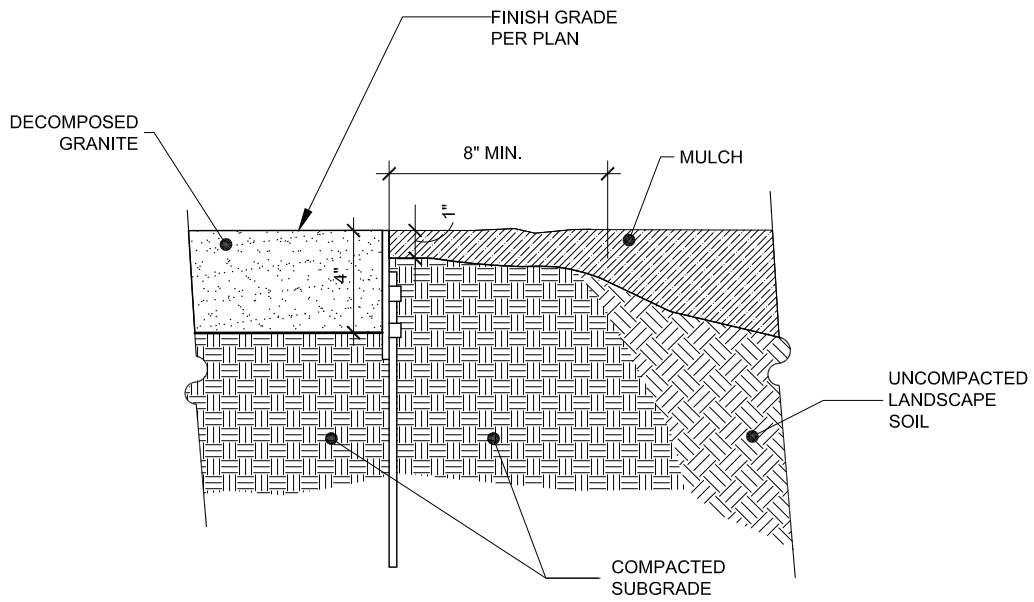 FINISH GRADE
PER PLAN
DECOMPOSED
GRANITE
8" MIN.
MULCH
1"
4"
UNCOMPACTED
LANDSCAPE
SOIL
COMPACTED
SUBGRADE